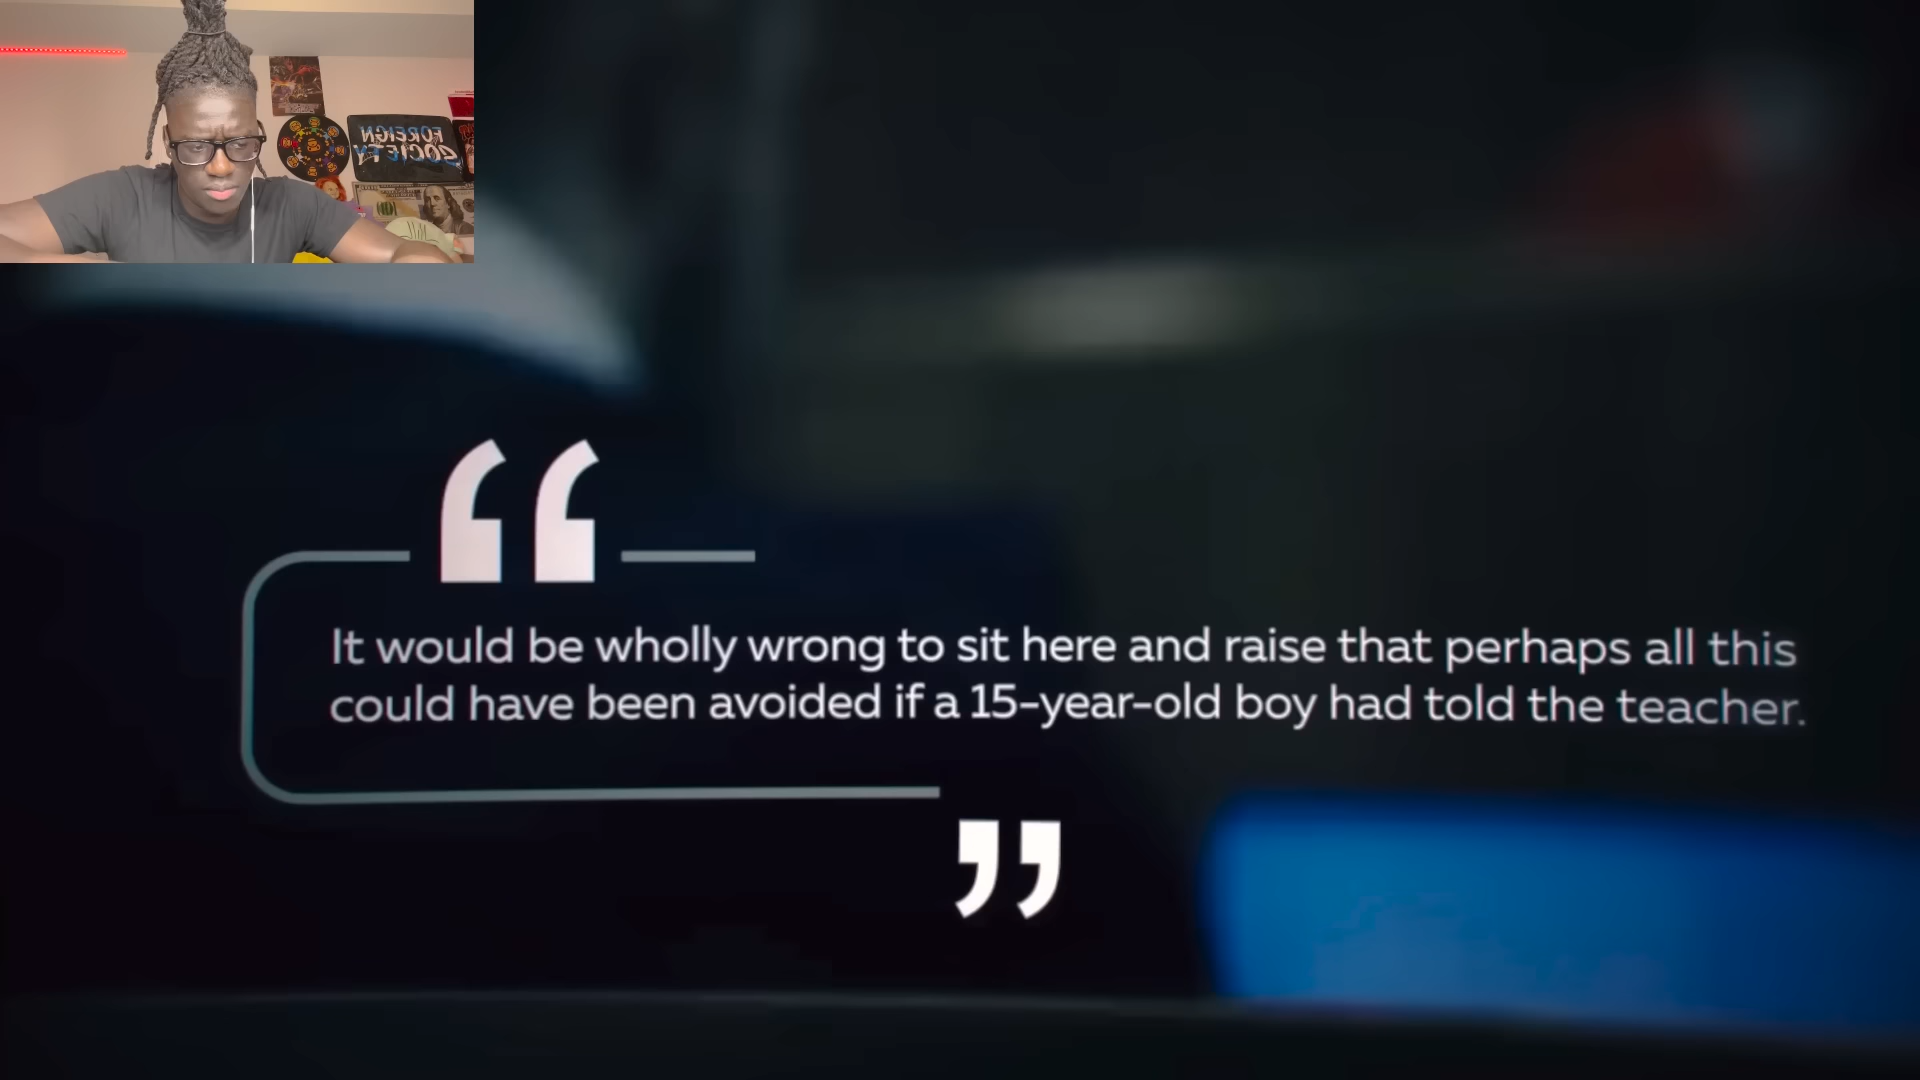 FOREIGN
SOCIETY
It would be wholly wrong to sit here and raise that perhaps all this
could have been avoided if a 15-year-old boy had told the teacher.